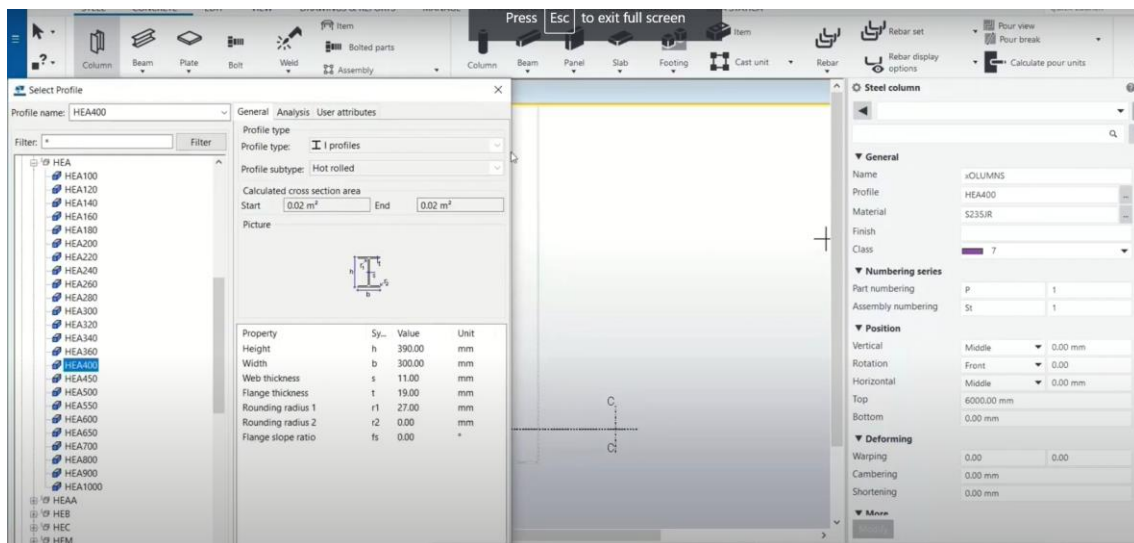 STEEL CONCRETE EDIT VIEW DRAWINGS & REPORTS MANAGE
Press Esc to exit full screen
Column
Beam
Plate
Bolt
Weld
Item
Bolted parts
Assembly
Column
Beam
Panel
Slab
Footing
Item
Cast unit
Rebar
Rebar set
Rebar display
options
Pour view
Pour break
Calculate pour units
Select Profile
Profile name: HEA400
Filter: *
Filter
HEA
HEA100
HEA120
HEA140
HEA160
HEA180
HEA200
HEA220
HEA240
HEA260
HEA280
HEA300
HEA320
HEA340
HEA360
HEA400
HEA450
HEA500
HEA550
HEA600
HEA650
HEA700
HEA800
HEA900
HEA1000
HEAA
HEB
HEC
HEM
General Analysis User attributes
Profile type
Profile type: I profiles
Profile subtype: Hot rolled
Calculated cross section area
Start 0.02 m² End 0.02 m²
Picture
h
b
Property Sy... Value Unit
Height h 390.00 mm
Width b 300.00 mm
Web thickness s 11.00 mm
Flange thickness t 19.00 mm
Rounding radius 1 r1 27.00 mm
Rounding radius 2 r2 0.00 mm
Flange slope ratio fs 0.00 °
C
C
Steel column
General
Name xOLUMNS
Profile HEA400
Material S235JR
Finish
Class 7
Numbering series
Part numbering P 1
Assembly numbering St 1
Position
Vertical Middle 0.00 mm
Rotation Front 0.00
Horizontal Middle 0.00 mm
Top 6000.00 mm
Bottom 0.00 mm
Deforming
Warping 0.00 0.00
Cambering 0.00 mm
Shortening 0.00 mm
More
Modify